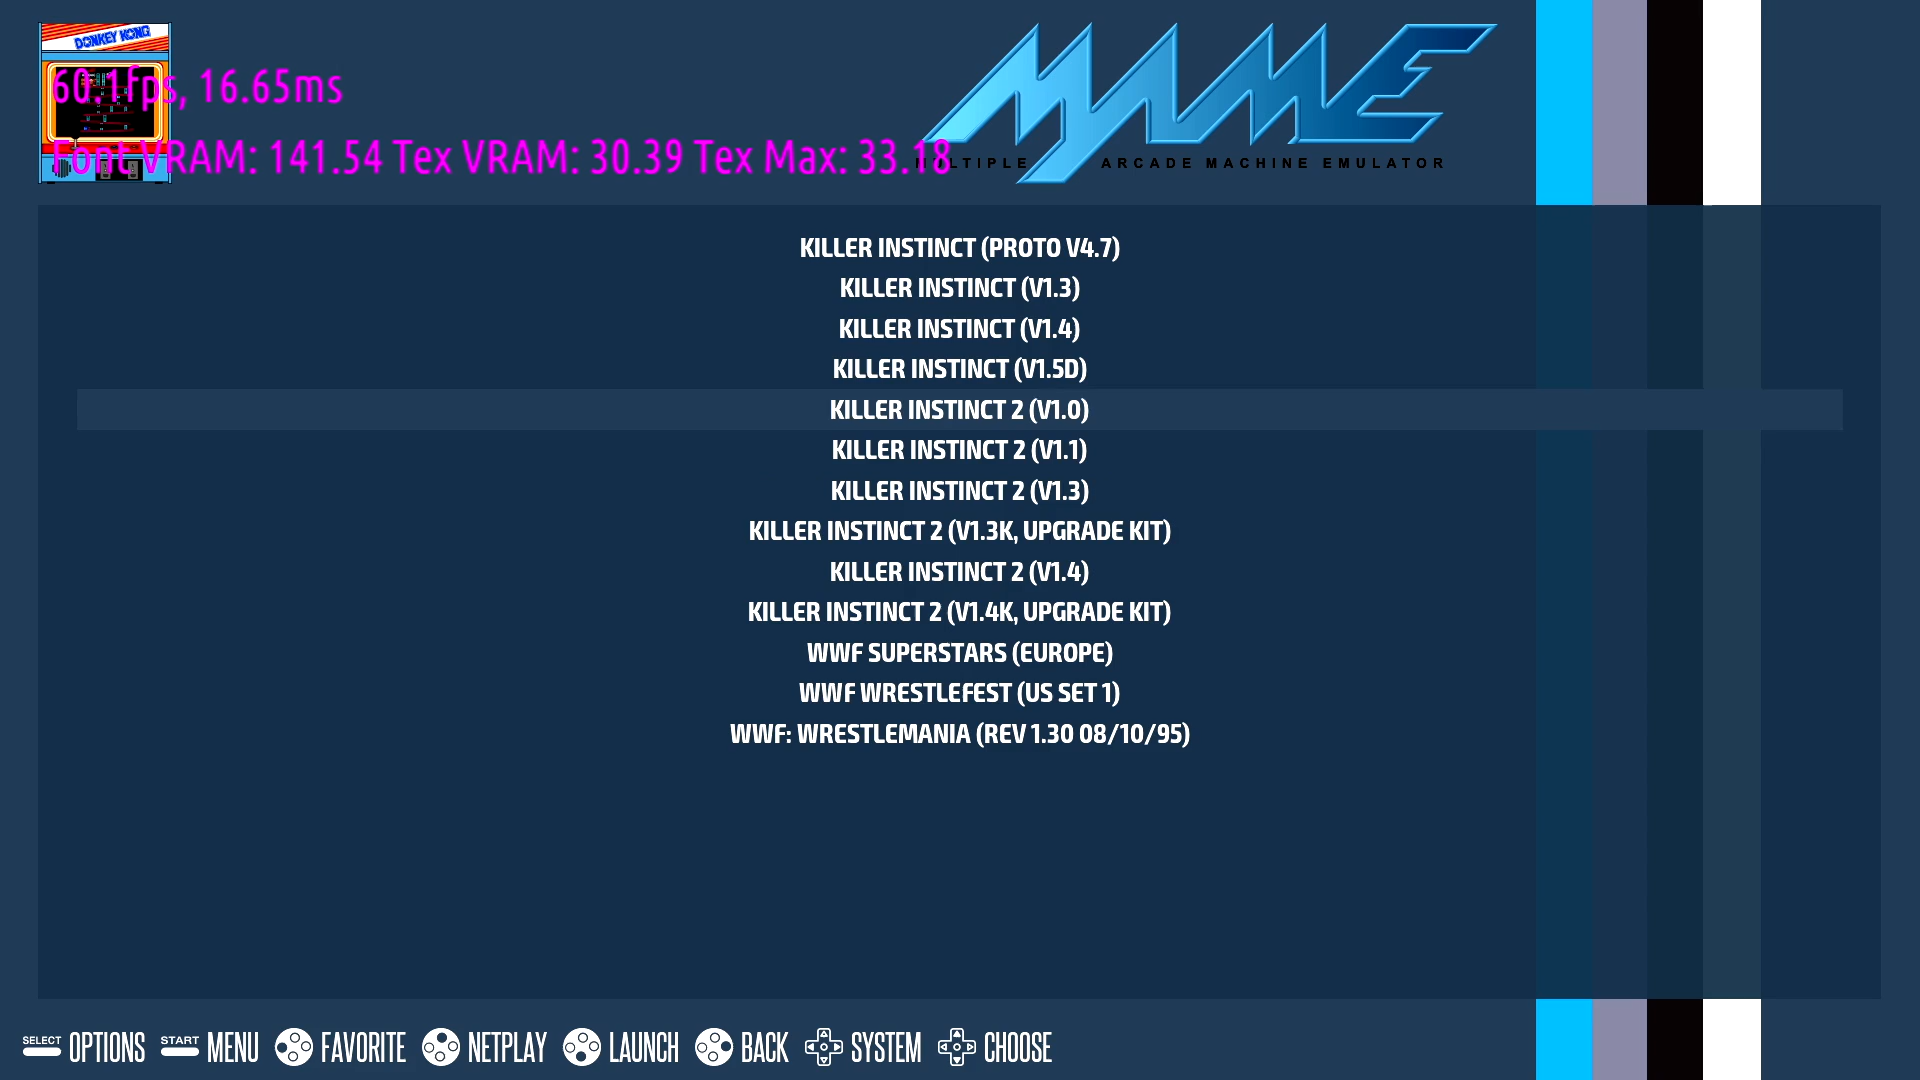 DONKEY KONG
60.1fps, 16.65ms
Font VRAM: 141.54 Tex VRAM: 30.39 Tex Max: 33.18
MAME
MULTIPLE ARCADE MACHINE EMULATOR
KILLER INSTINCT (PROTO V4.7)
KILLER INSTINCT (V1.3)
KILLER INSTINCT (V1.4)
KILLER INSTINCT (V1.5D)
KILLER INSTINCT 2 (V1.0)
KILLER INSTINCT 2 (V1.1)
KILLER INSTINCT 2 (V1.3)
KILLER INSTINCT 2 (V1.3K, UPGRADE KIT)
KILLER INSTINCT 2 (V1.4)
KILLER INSTINCT 2 (V1.4K, UPGRADE KIT)
WWF SUPERSTARS (EUROPE)
WWF WRESTLEFEST (US SET 1)
WWF: WRESTLEMANIA (REV 1.30 08/10/95)
SELECT OPTIONS START MENU FAVORITE NETPLAY LAUNCH BACK SYSTEM CHOOSE